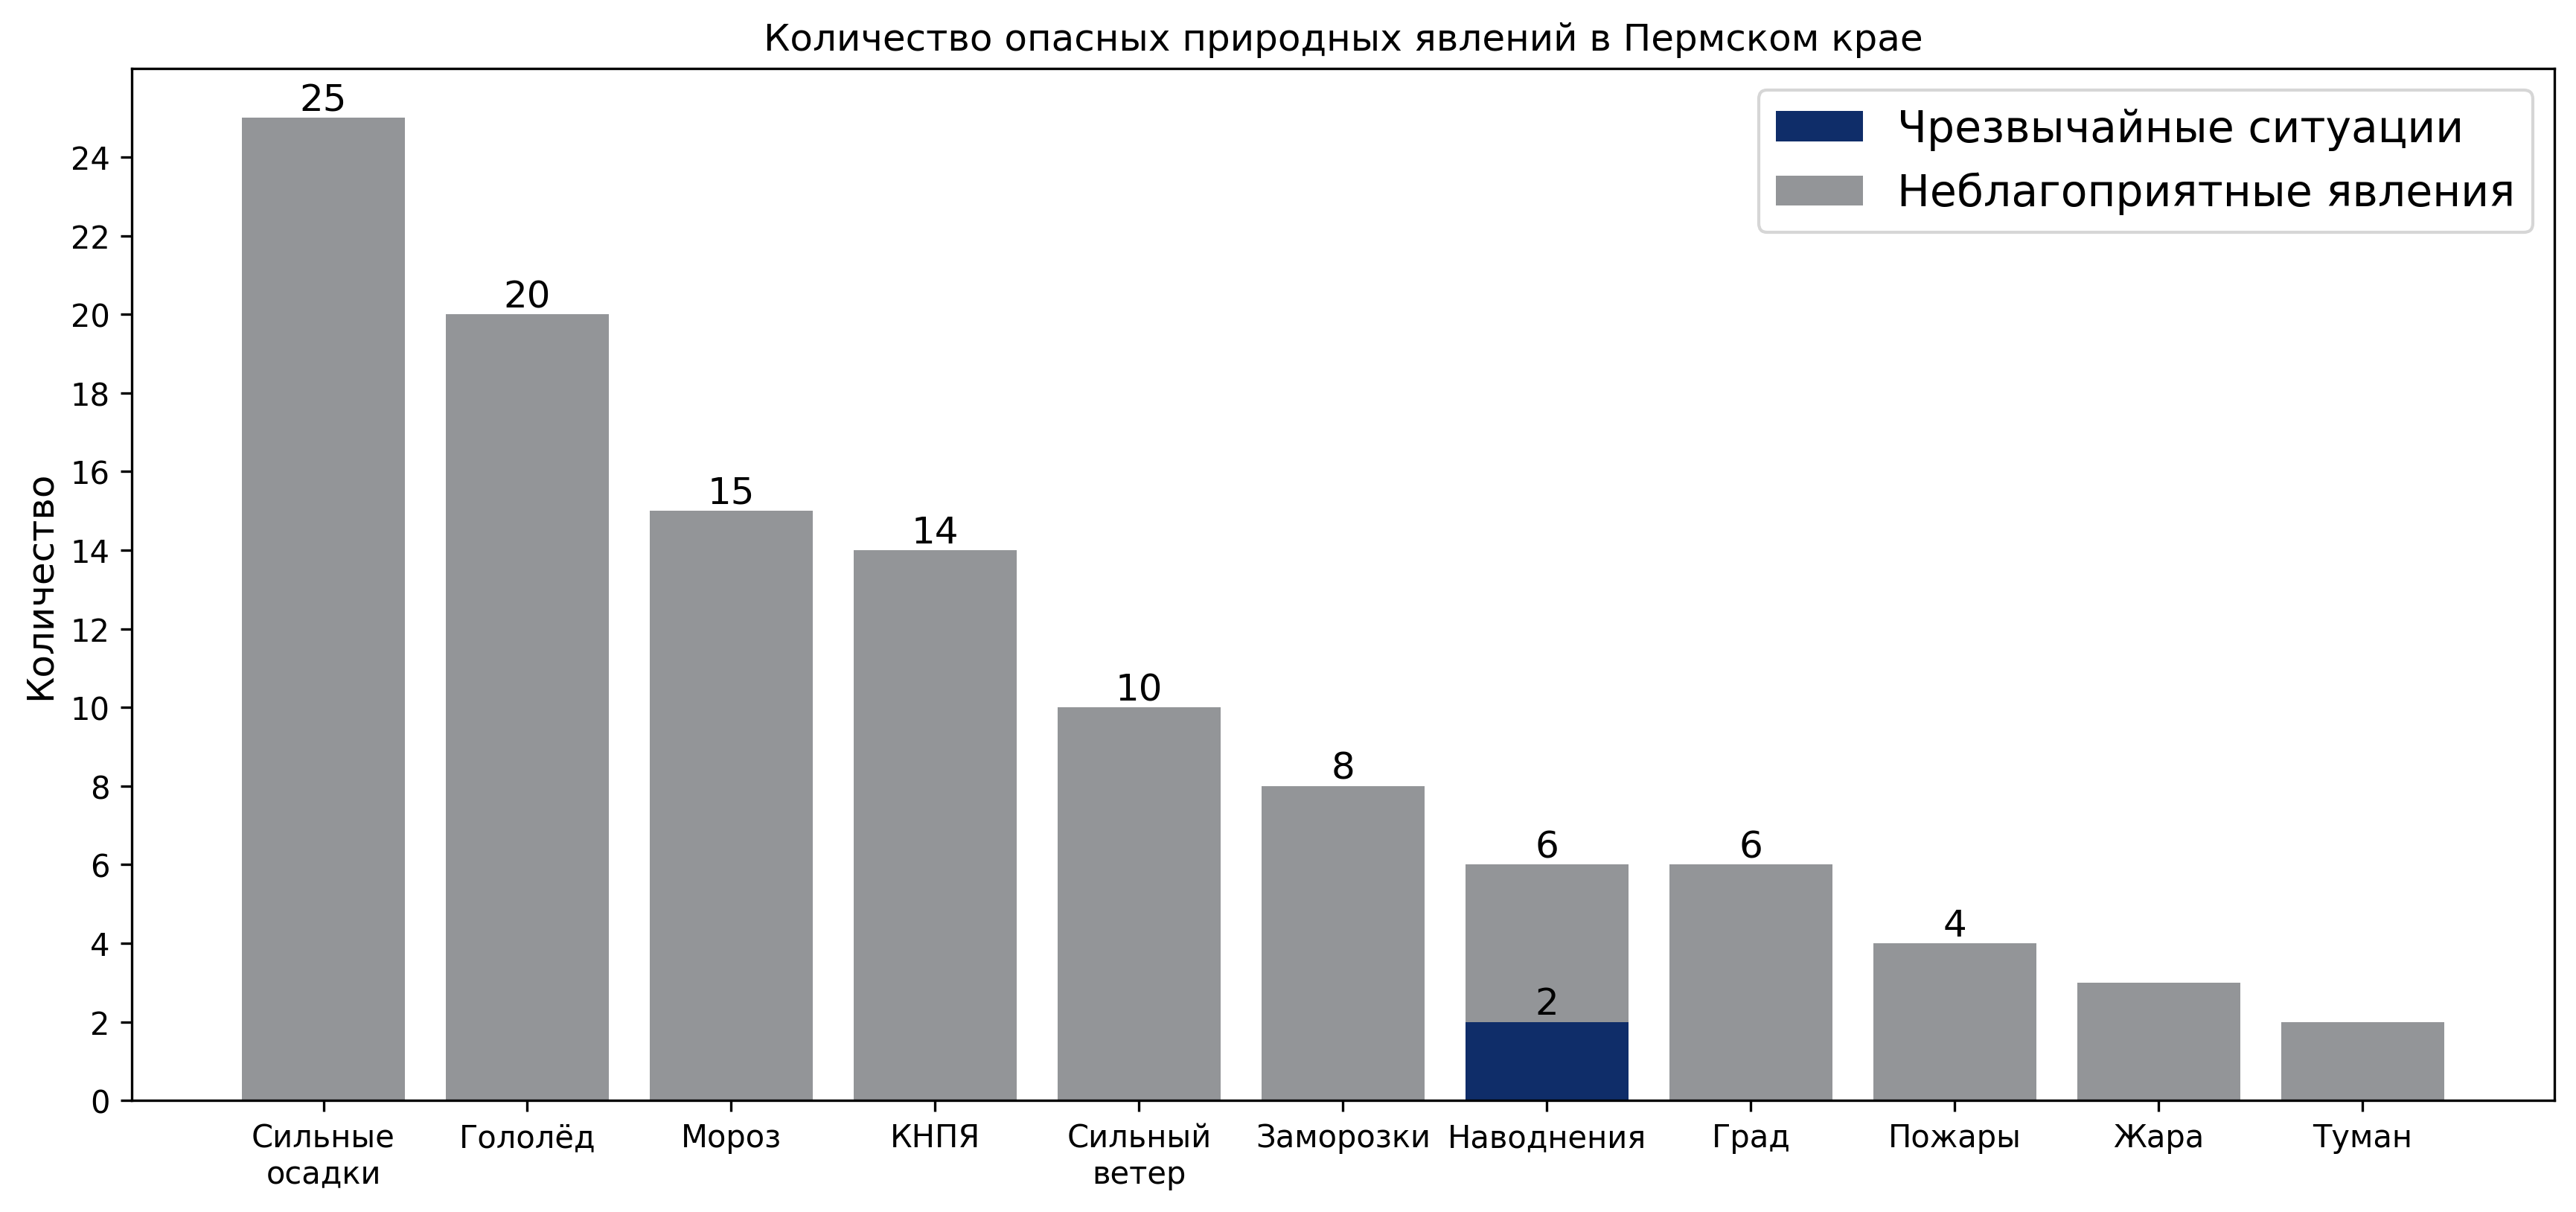 Количество опасных природных явлений в Пермском крае
Чрезвычайные ситуации
Неблагоприятные явления
Количество
24
22
20
18
16
14
12
10
8
6
4
2
0
25
20
15
14
10
8
6
2
6
4
Сильные
осадки
Гололёд
Мороз
КНПЯ
Сильный
ветер
Заморозки
Наводнения
Град
Пожары
Жара
Туман